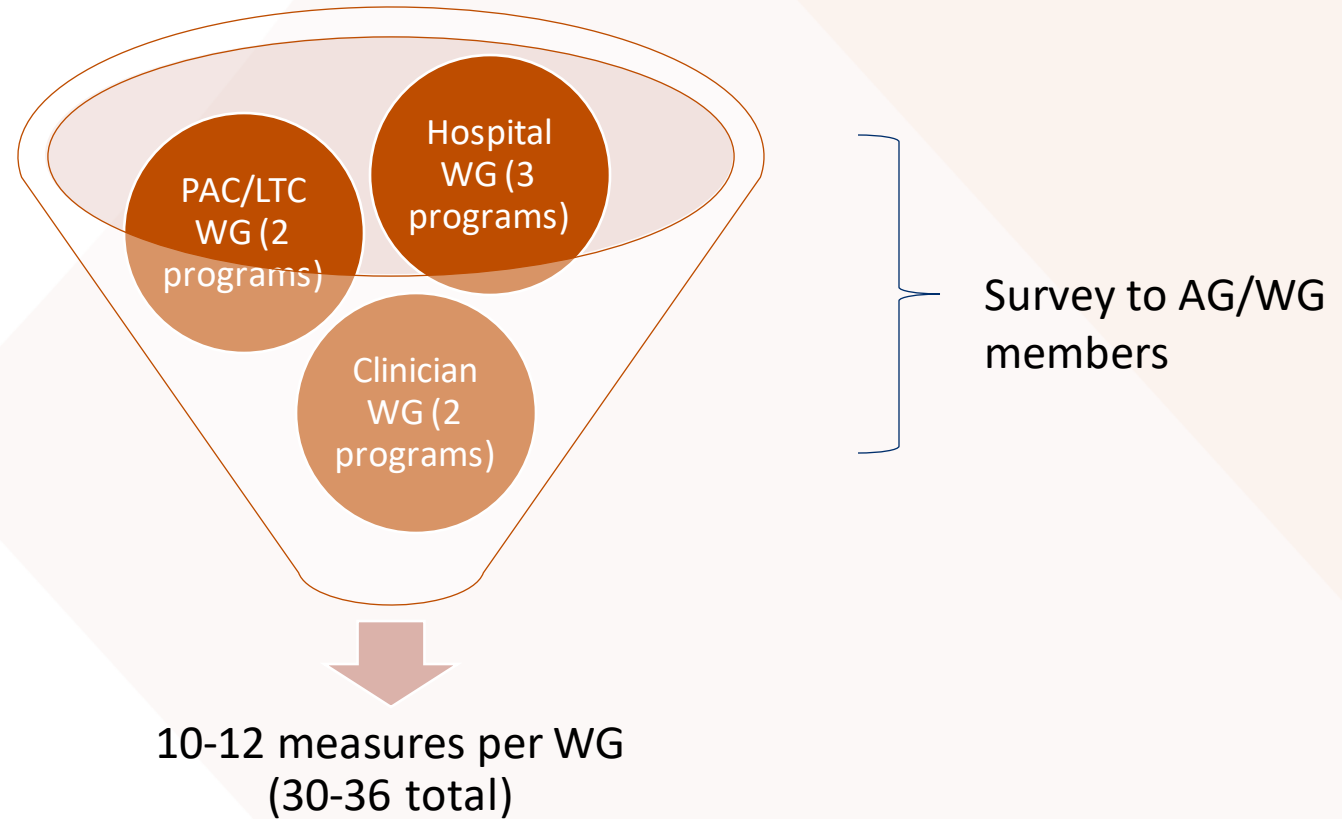 Hospital
WG (3
programs)
PAC/LTC
WG (2
programs)
Clinician
WG (2
programs)
Survey to AG/WG
members
10-12 measures per WG
(30-36 total)